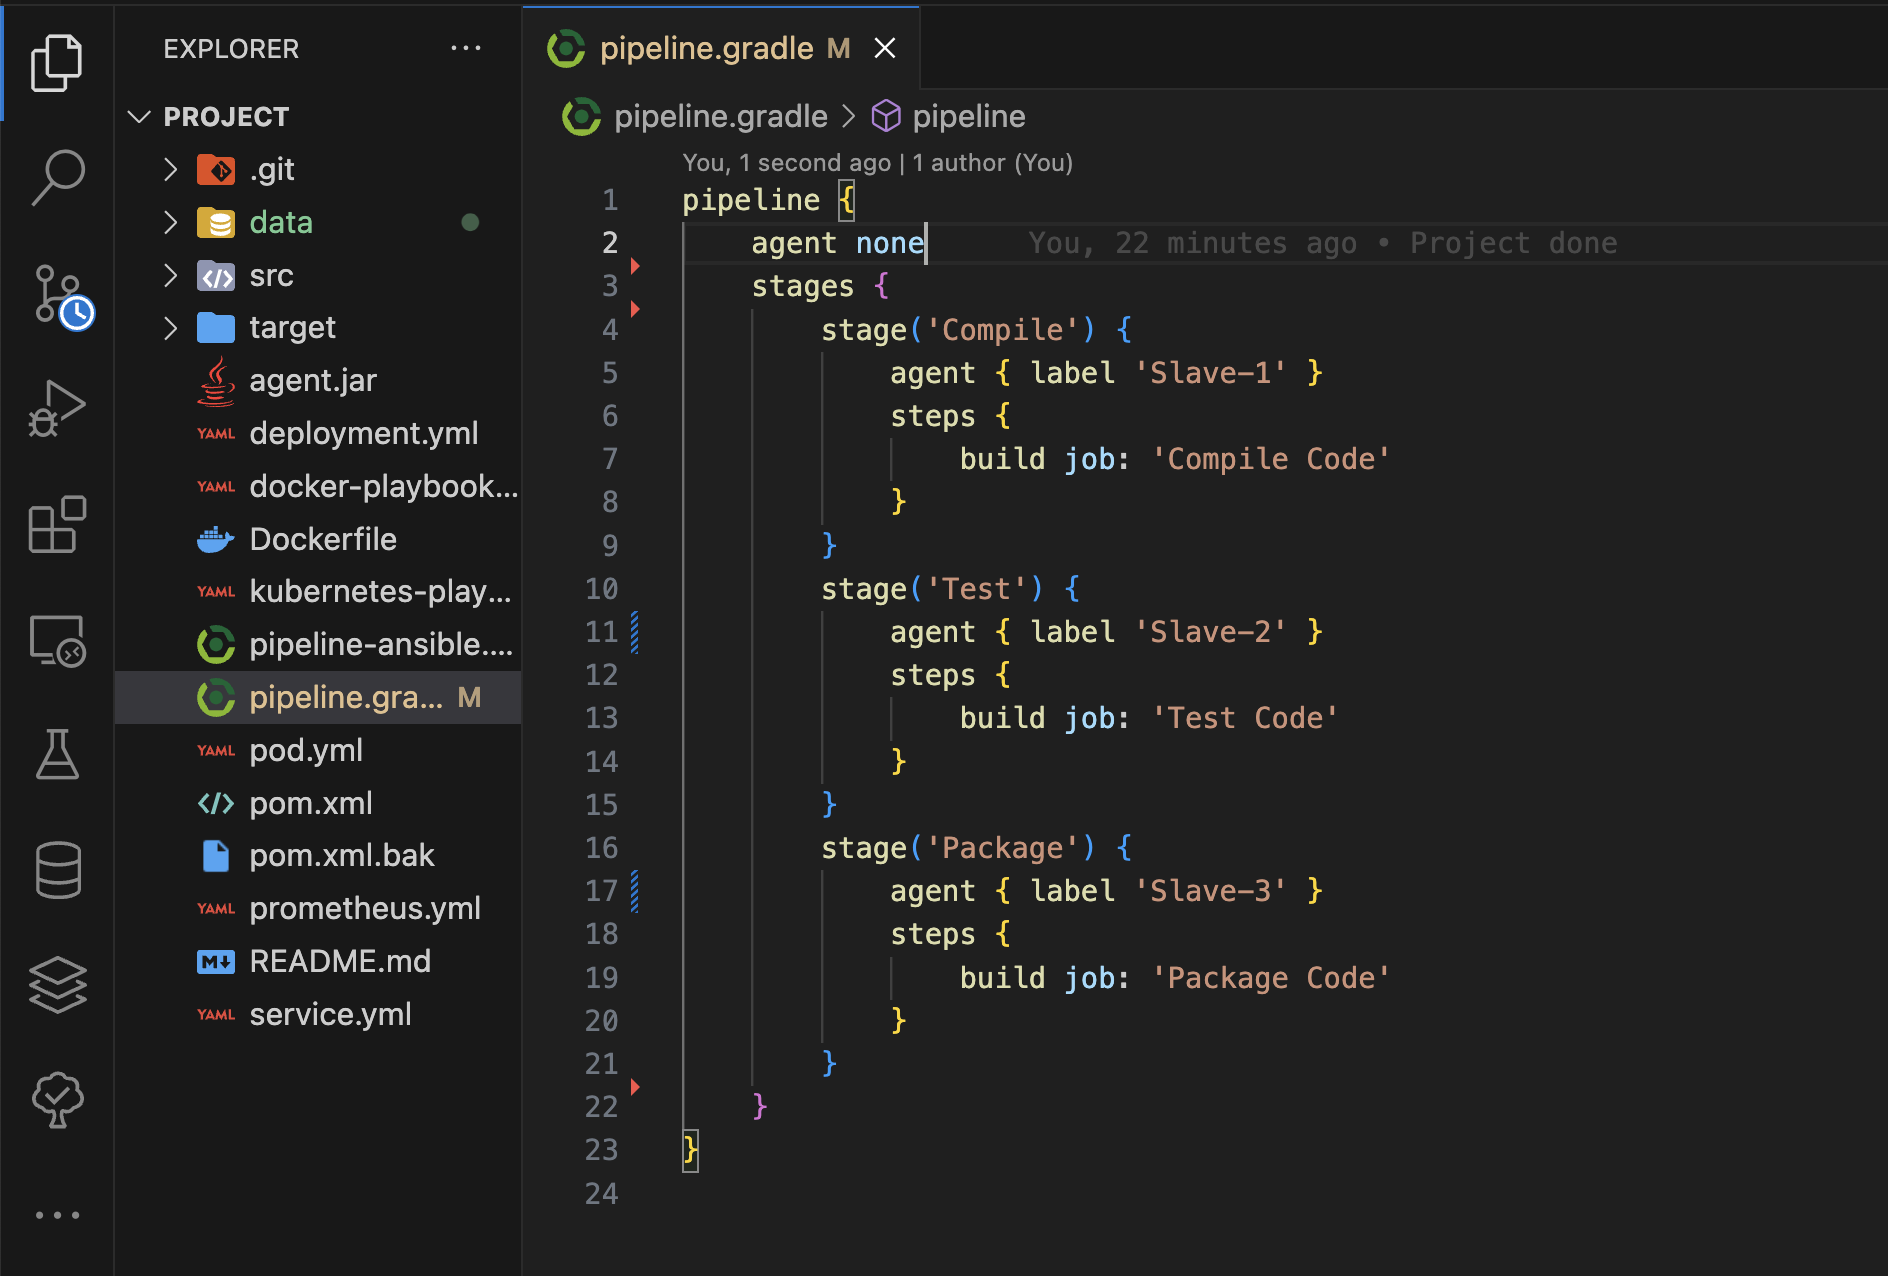 EXPLORER
PROJECT
.git
data
src
target
agent.jar
YAML deployment.yml
YAML docker-playbook...
Dockerfile
YAML kubernetes-play...
pipeline-ansible....
pipeline.gra... M
YAML pod.yml
pom.xml
pom.xml.bak
YAML prometheus.yml
README.md
YAML service.yml
pipeline.gradle M
pipeline.gradle > pipeline
You, 1 second ago | 1 author (You)
1 pipeline {
2 agent none You, 22 minutes ago • Project done
3 stages {
4 stage('Compile') {
5 agent { label 'Slave-1' }
6 steps {
7 build job: 'Compile Code'
8 }
9 }
10 stage('Test') {
11 agent { label 'Slave-2' }
12 steps {
13 build job: 'Test Code'
14 }
15 }
16 stage('Package') {
17 agent { label 'Slave-3' }
18 steps {
19 build job: 'Package Code'
20 }
21 }
22 }
23 }
24